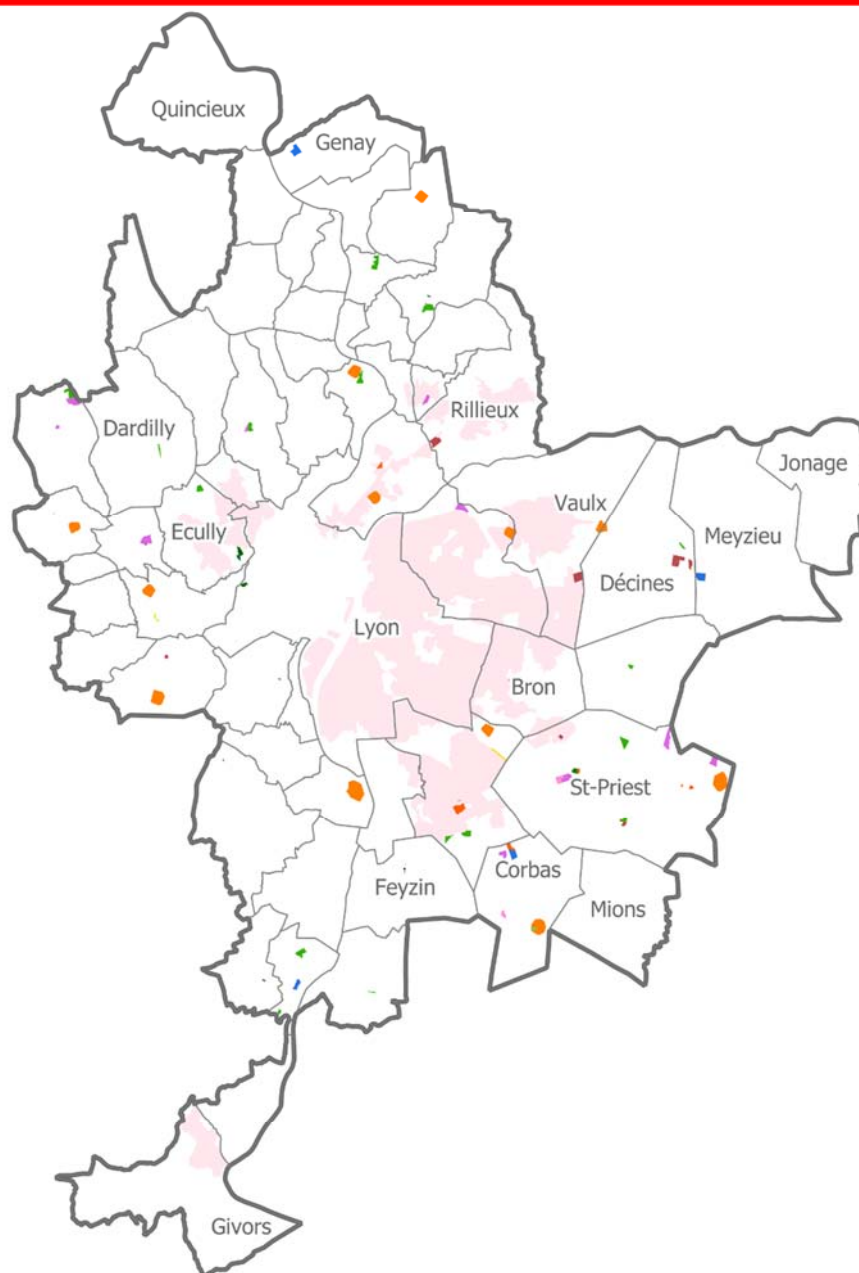 Quincieux
Genay
Rillieux
Dardilly
Jonage
Vaulx
Ecully
Meyzieu
Décines
Lyon
Bron
St-Priest
Corbas
Feyzin
Mions
Givors